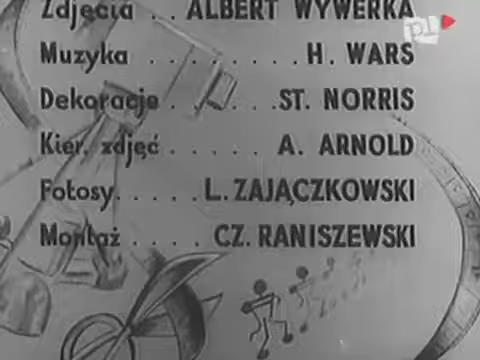 Zdjęcia . . ALBERT WYWERKA
Muzyka . . . . . . . . H. WARS
Dekoracje . . . . . . ST. NORRIS
Kier. zdjęć . . . . . . A. ARNOLD
Fotosy. . . . . L. ZAJĄCZKOWSKI
Montaż . . . . CZ. RANISZEWSKI